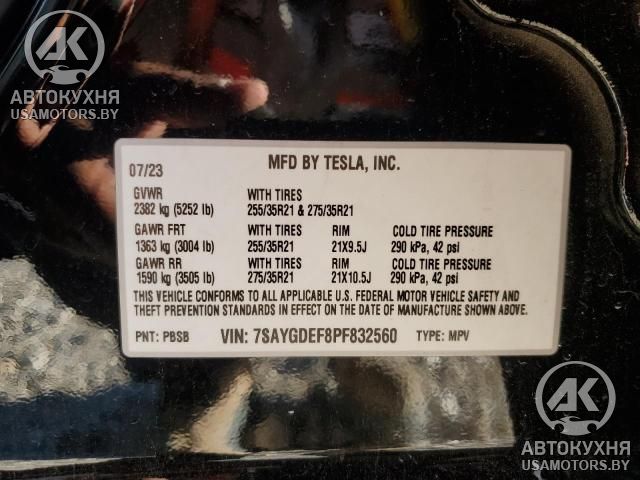 AK
АВТОКУХНЯ
USAMOTORS.BY
07/23
MFD BY TESLA, INC.
GVWR WITH TIRES
2382 kg (5252 lb) 255/35R21 & 275/35R21
GAWR FRT WITH TIRES RIM COLD TIRE PRESSURE
1363 kg (3004 lb) 255/35R21 21X9.5J 290 kPa, 42 psi
GAWR RR WITH TIRES RIM COLD TIRE PRESSURE
1590 kg (3505 lb) 275/35R21 21X10.5J 290 kPa, 42 psi
THIS VEHICLE CONFORMS TO ALL APPLICABLE U.S. FEDERAL MOTOR VEHICLE SAFETY AND
THEFT PREVENTION STANDARDS IN EFFECT ON THE DATE OF MANUFACTURE SHOWN ABOVE.
PNT: PBSB VIN: 7SAYGDEF8PF832560 TYPE: MPV
AK
АВТОКУХНЯ
USAMOTORS.BY